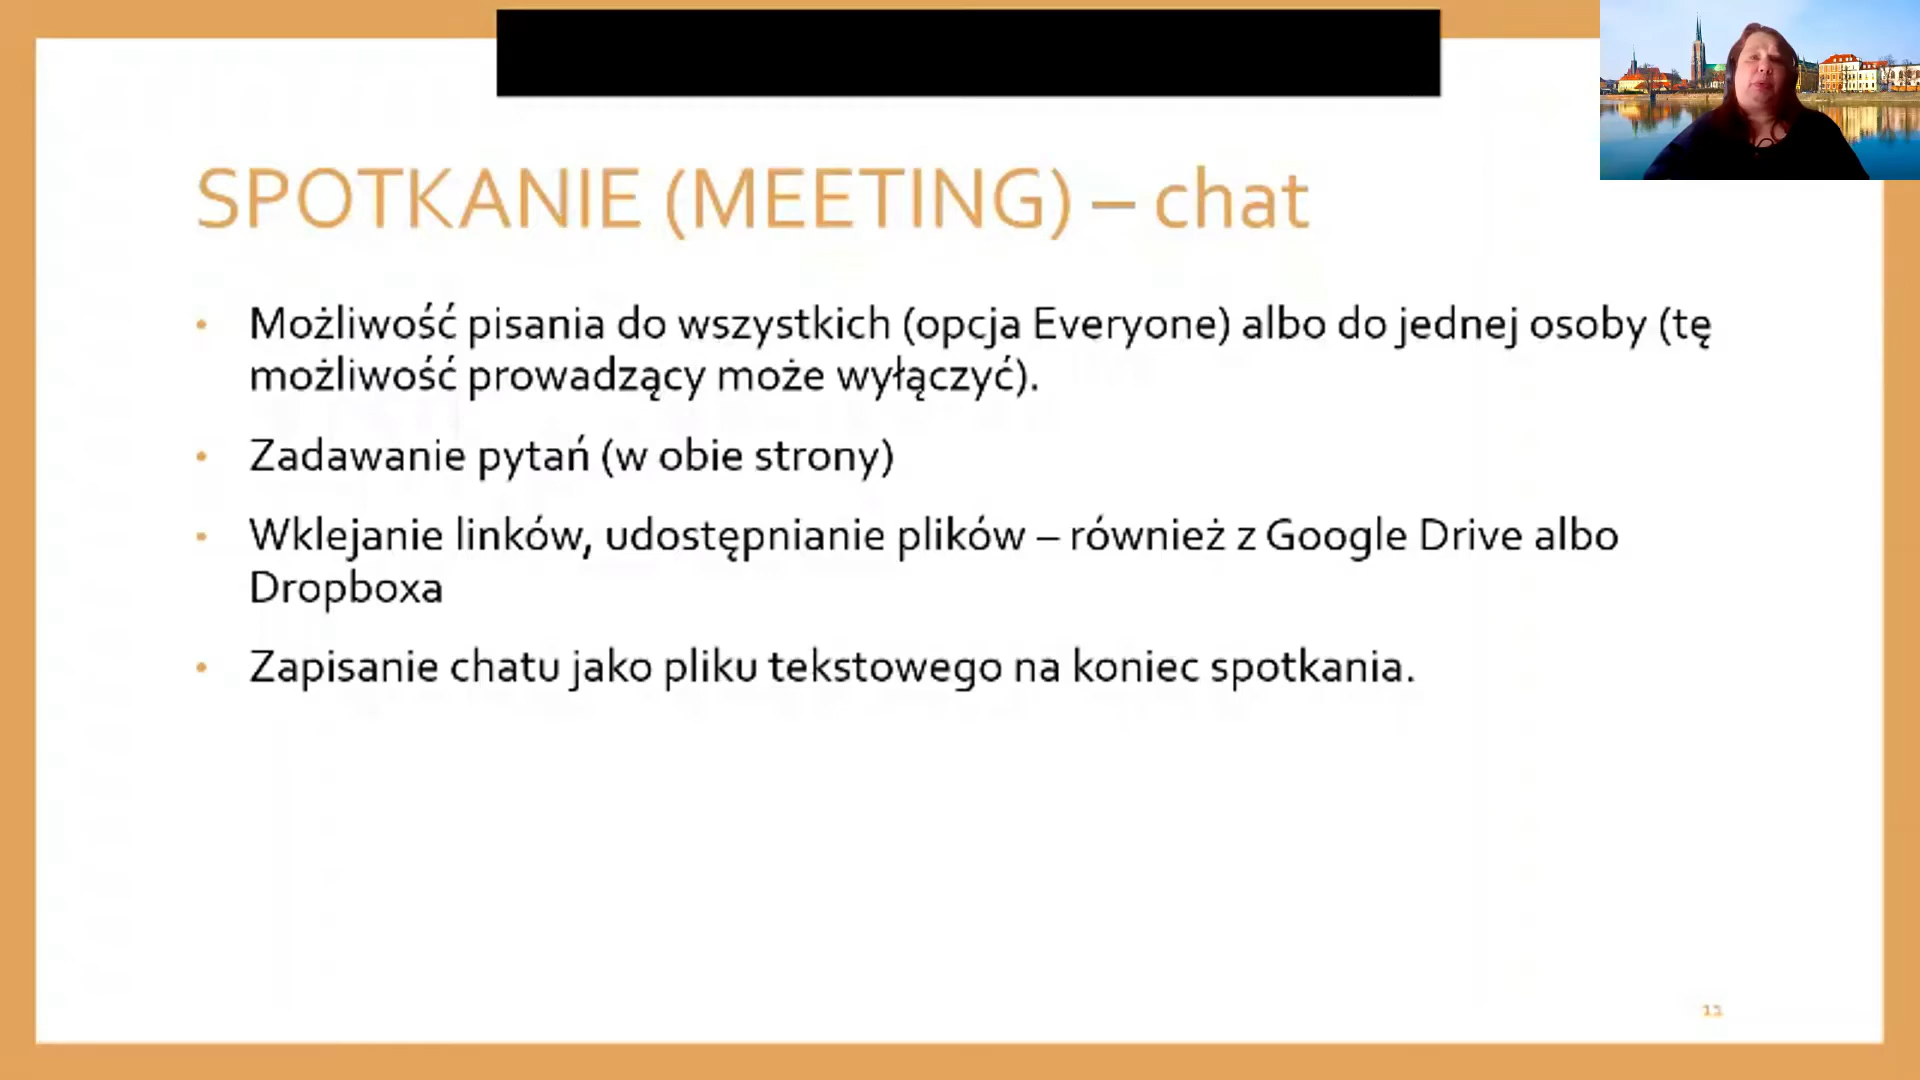 SPOTKANIE (MEETING) – chat
• Możliwość pisania do wszystkich (opcja Everyone) albo do jednej osoby (tę
możliwość prowadzący może wyłączyć).
• Zadawanie pytań (w obie strony)
• Wklejanie linków, udostępnianie plików – również z Google Drive albo
Dropboxa
• Zapisanie chatu jako pliku tekstowego na koniec spotkania.